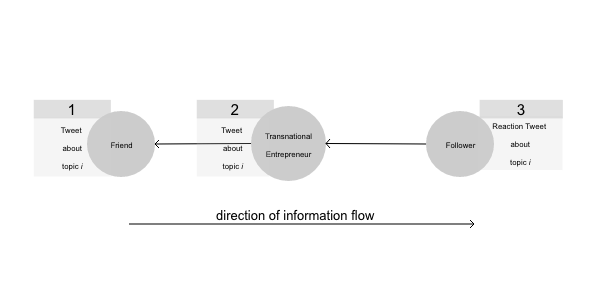 1
Tweet
about
topic i
Friend
2
Tweet
about
topic i
Transnational
Entrepreneur
Follower
3
Reaction Tweet
about
topic i
direction of information flow